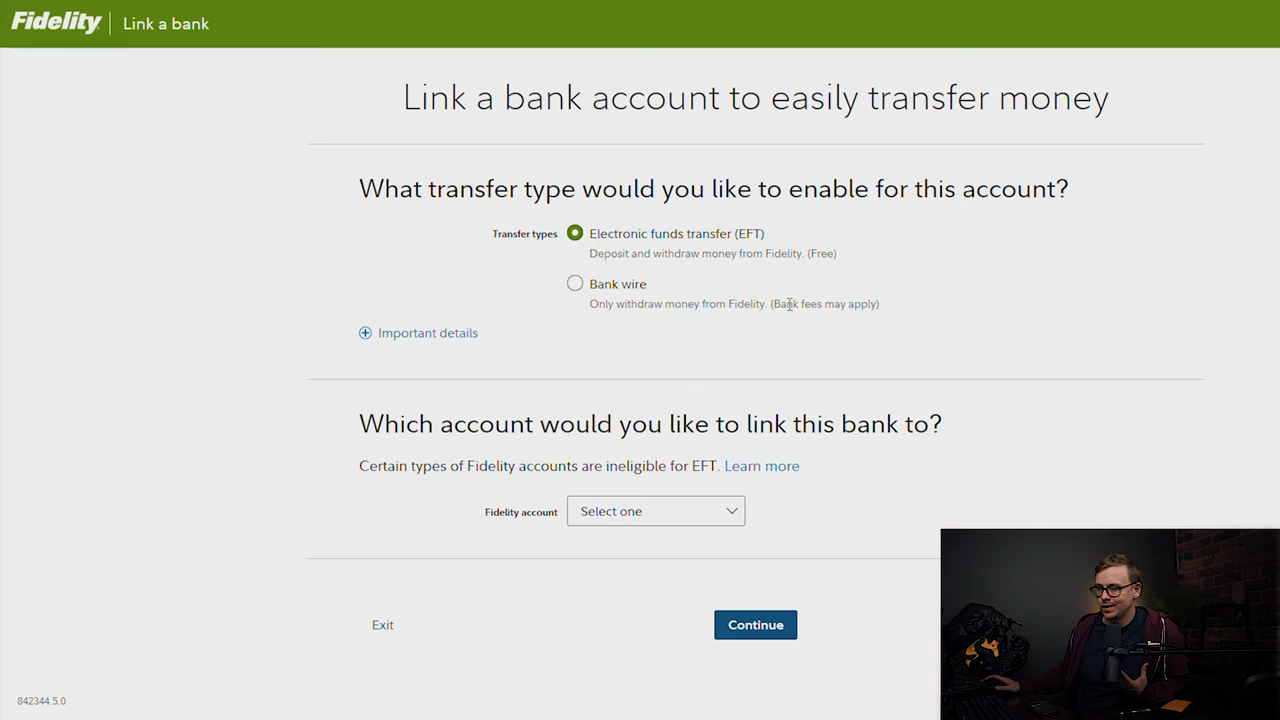 Fidelity
Link a bank
Link a bank account to easily transfer money
What transfer type would you like to enable for this account?
Transfer types
Electronic funds transfer (EFT)
Deposit and withdraw money from Fidelity. (Free)
Bank wire
Only withdraw money from Fidelity. (Bank fees may apply)
Important details
Which account would you like to link this bank to?
Certain types of Fidelity accounts are ineligible for EFT. Learn more
Fidelity account
Select one
Exit
Continue
842344.5.0